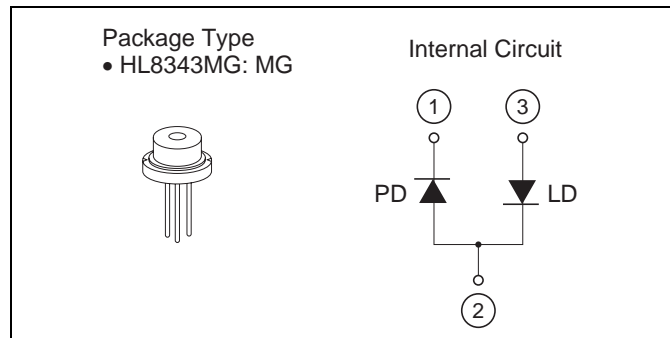 Package Type
• HL8343MG: MG
Internal Circuit
1
3
PD
LD
2